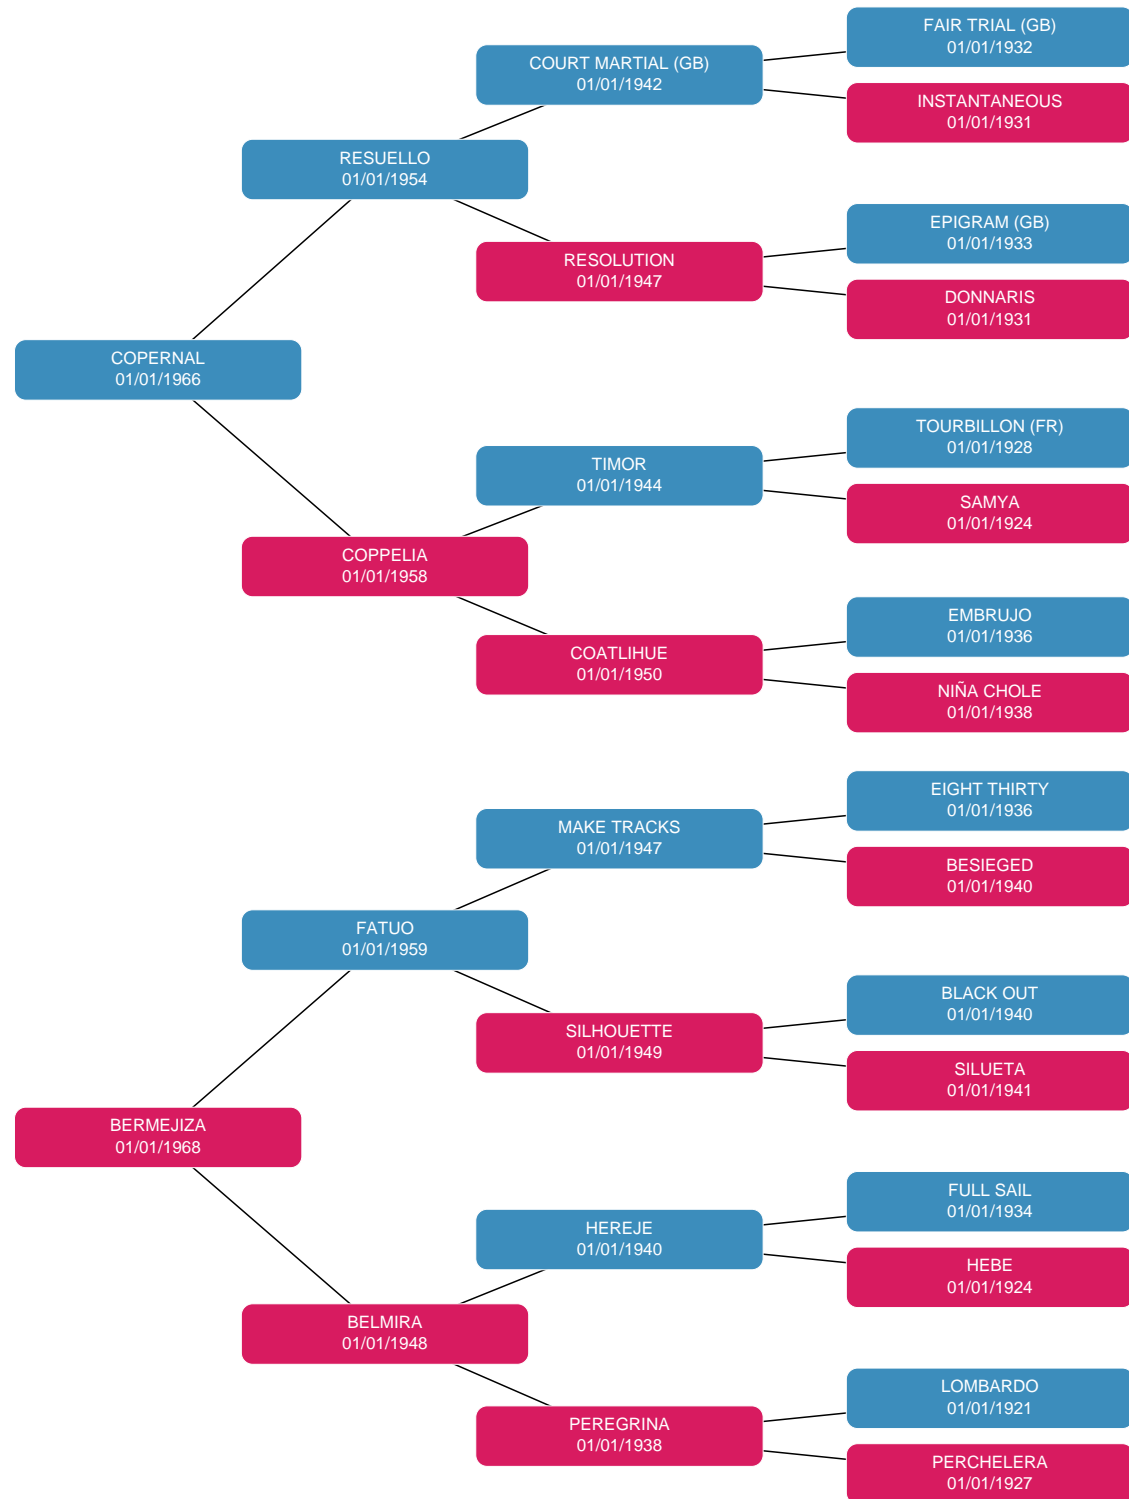 FAIR TRIAL (GB)
01/01/1932
COURT MARTIAL (GB)
01/01/1942
INSTANTANEOUS
01/01/1931
RESUELLO
01/01/1954
EPIGRAM (GB)
01/01/1933
RESOLUTION
01/01/1947
DONNARIS
01/01/1931
COPERNAL
01/01/1966
TOURBILLON (FR)
01/01/1928
TIMOR
01/01/1944
SAMYA
01/01/1924
COPPELIA
01/01/1958
EMBRUJO
01/01/1936
COATLIHUE
01/01/1950
NIÑA CHOLE
01/01/1938
EIGHT THIRTY
01/01/1936
MAKE TRACKS
01/01/1947
BESIEGED
01/01/1940
FATUO
01/01/1959
BLACK OUT
01/01/1940
SILHOUETTE
01/01/1949
SILUETA
01/01/1941
BERMEJIZA
01/01/1968
FULL SAIL
01/01/1934
HEREJE
01/01/1940
HEBE
01/01/1924
BELMIRA
01/01/1948
LOMBARDO
01/01/1921
PEREGRINA
01/01/1938
PERCHELERA
01/01/1927